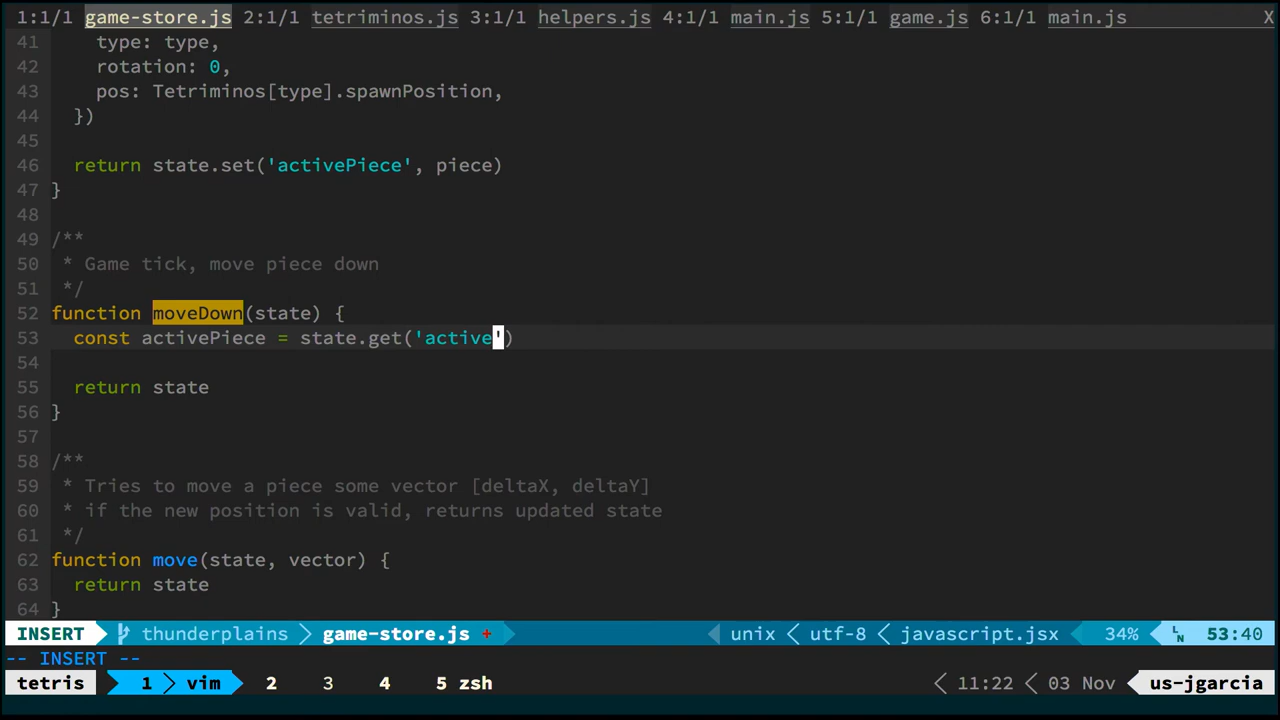 1:1/1 game-store.js 2:1/1 tetriminos.js 3:1/1 helpers.js 4:1/1 main.js 5:1/1 game.js 6:1/1 main.js X
41 type: type,
42 rotation: 0,
43 pos: Tetriminos[type].spawnPosition,
44 })
45
46 return state.set('activePiece', piece)
47 }
48
49 /**
50 * Game tick, move piece down
51 */
52 function moveDown(state) {
53 const activePiece = state.get('active')
54
55 return state
56 }
57
58 /**
59 * Tries to move a piece some vector [deltaX, deltaY]
60 * if the new position is valid, returns updated state
61 */
62 function move(state, vector) {
63 return state
64 }
INSERT thunderplains game-store.js + unix utf-8 javascript.jsx 34% LN 53:40
-- INSERT --
tetris 1 vim 2 3 4 5 zsh 11:22 03 Nov us-jgarcia